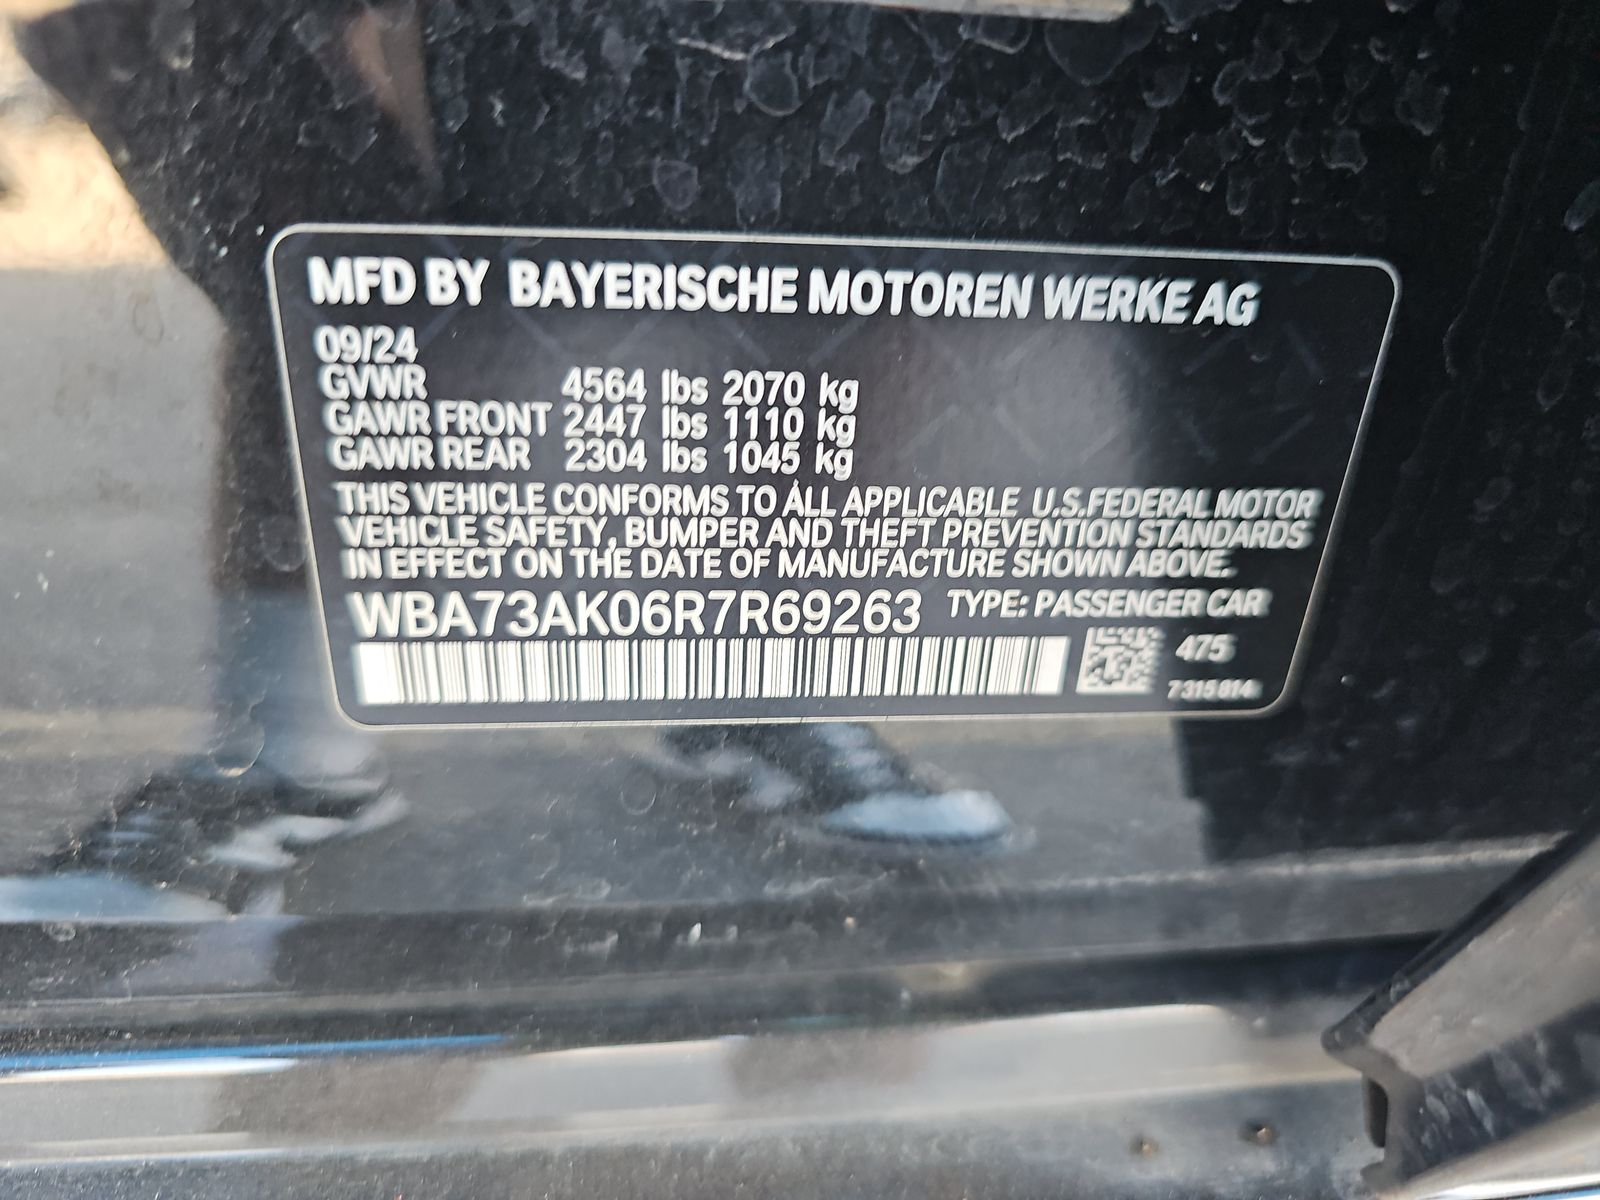 MFD BY BAYERISCHE MOTOREN WERKE AG
09/24
GVWR 4564 lbs 2070 kg
GAWR FRONT 2447 lbs 1110 kg
GAWR REAR 2304 lbs 1045 kg
THIS VEHICLE CONFORMS TO ALL APPLICABLE U.S.FEDERAL MOTOR
VEHICLE SAFETY, BUMPER AND THEFT PREVENTION STANDARDS
IN EFFECT ON THE DATE OF MANUFACTURE SHOWN ABOVE.
WBA73AK06R7R69263 TYPE: PASSENGER CAR
475
7315014